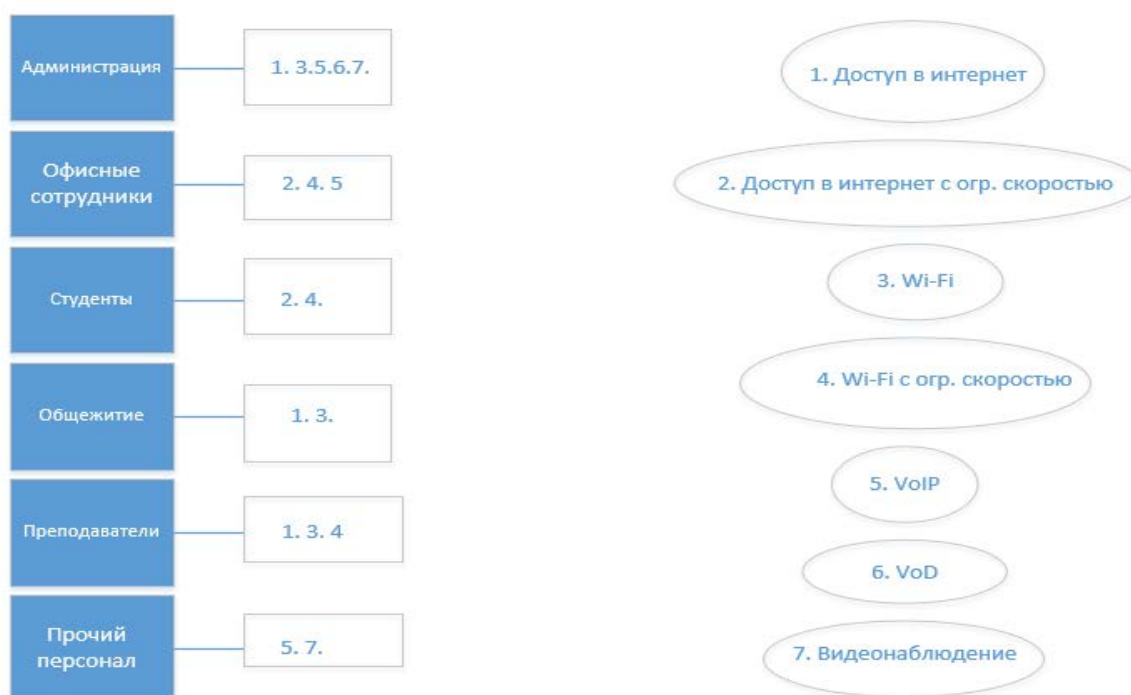 Администрация
1. 3.5.6.7.
Офисные
сотрудники
2. 4. 5
Студенты
2. 4.
Общежитие
1. 3.
Преподаватели
1. 3. 4
Прочий
персонал
5. 7.
1. Доступ в интернет
2. Доступ в интернет с огр. скоростью
3. Wi-Fi
4. Wi-Fi с огр. скоростью
5. VoIP
6. VoD
7. Видеонаблюдение